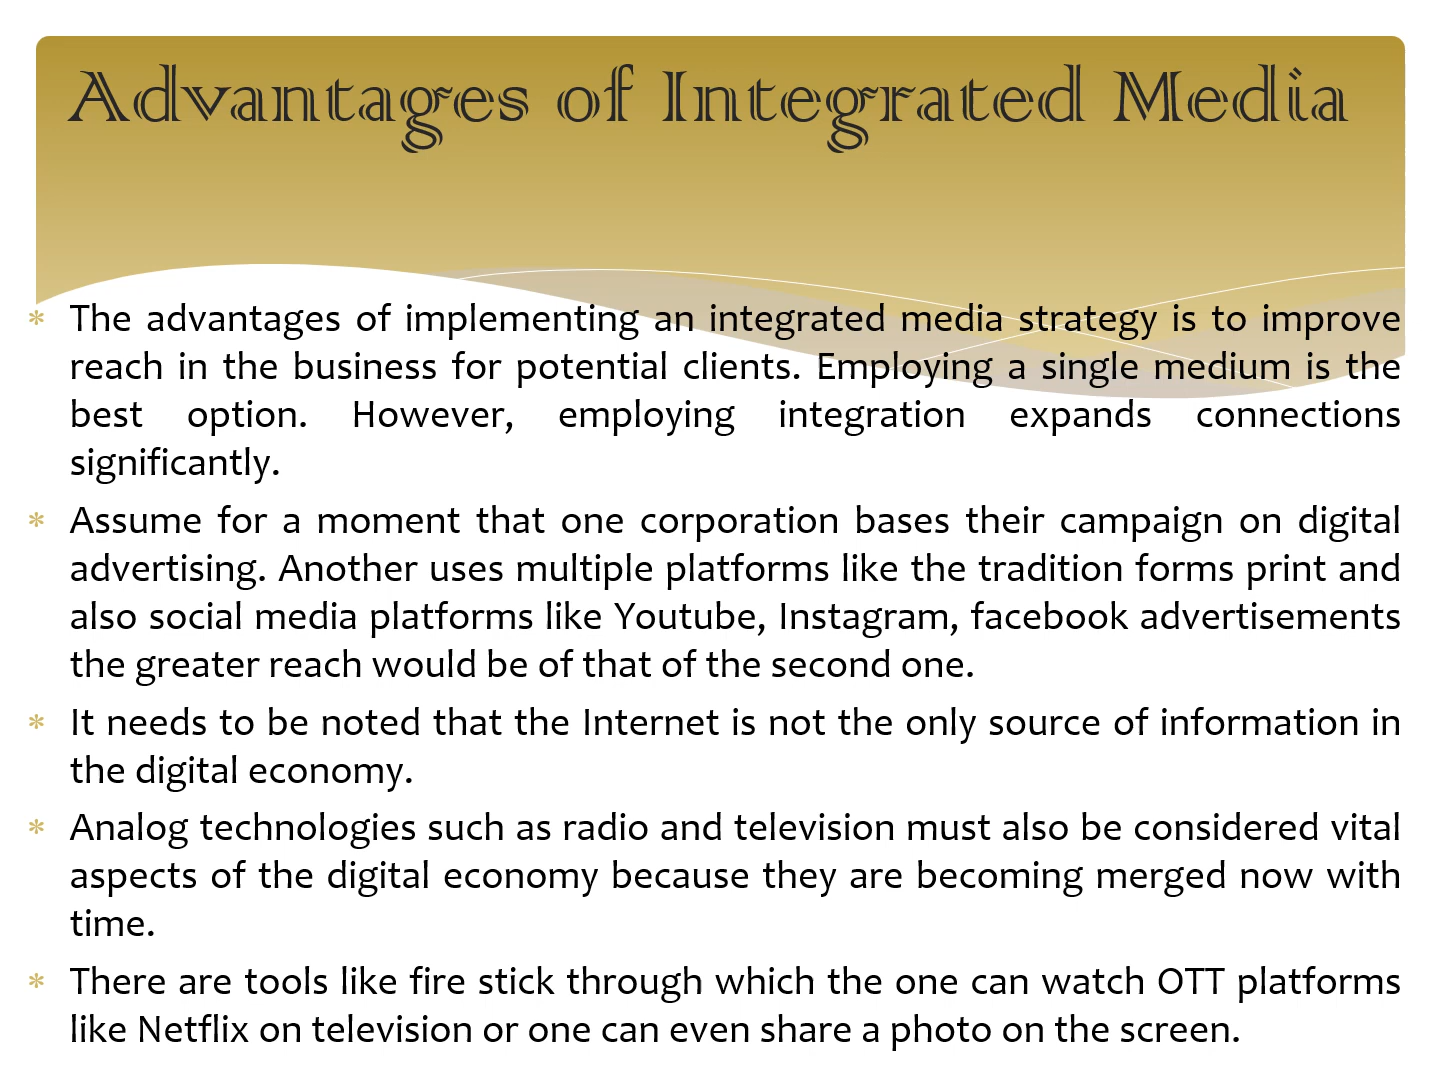 Advantages of Integrated Media
* The advantages of implementing an integrated media strategy is to improve
reach in the business for potential clients. Employing a single medium is the
best option. However, employing integration expands connections
significantly.
* Assume for a moment that one corporation bases their campaign on digital
advertising. Another uses multiple platforms like the tradition forms print and
also social media platforms like Youtube, Instagram, facebook advertisements
the greater reach would be of that of the second one.
* It needs to be noted that the Internet is not the only source of information in
the digital economy.
* Analog technologies such as radio and television must also be considered vital
aspects of the digital economy because they are becoming merged now with
time.
* There are tools like fire stick through which the one can watch OTT platforms
like Netflix on television or one can even share a photo on the screen.